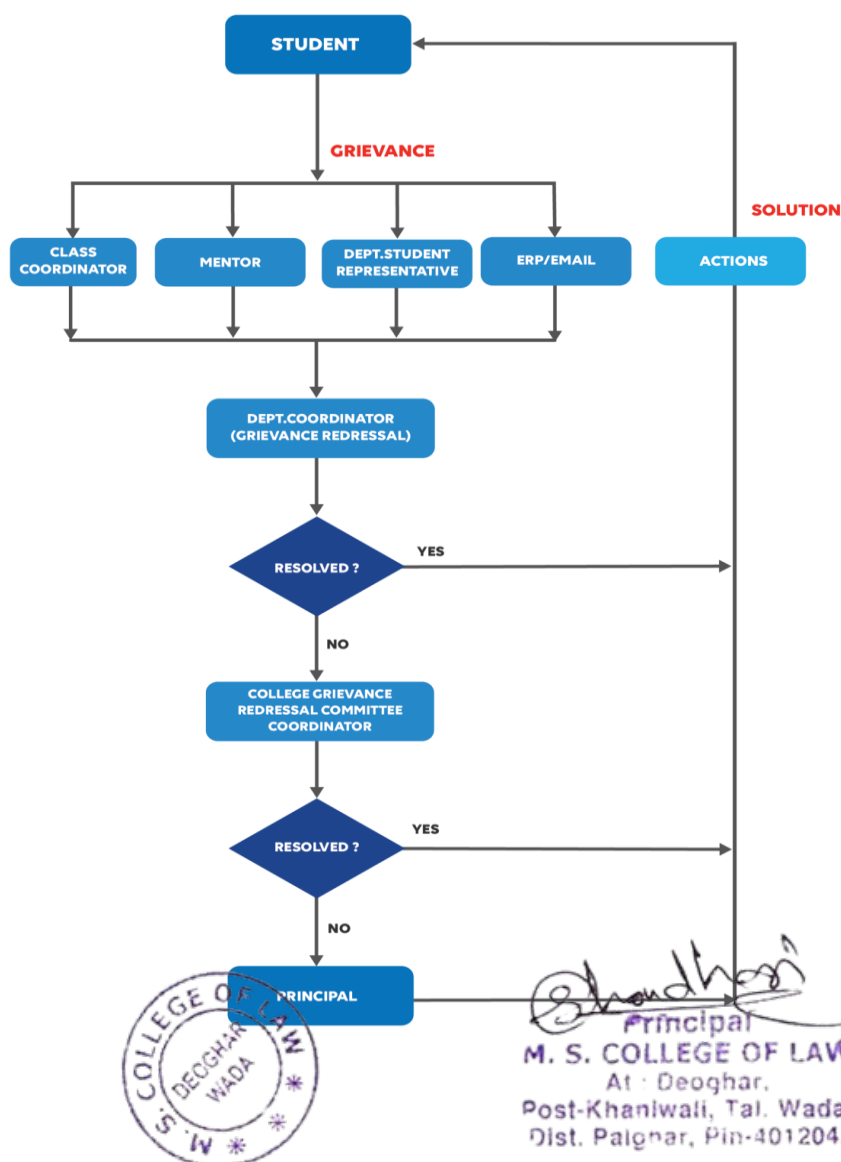 STUDENT
GRIEVANCE
SOLUTION
CLASS
COORDINATOR
MENTOR
DEPT.STUDENT
REPRESENTATIVE
ERP/EMAIL
ACTIONS
DEPT.COORDINATOR
(GRIEVANCE REDRESSAL)
RESOLVED ?
YES
NO
COLLEGE GRIEVANCE
REDRESSAL COMMITTEE
COORDINATOR
RESOLVED ?
YES
NO
PRINCIPAL
M. S. COLLEGE OF LAW
DEOGHAR
WADA
Principal
M. S. COLLEGE OF LAW
At : Deoghar,
Post-Khaniwali, Tal. Wada
Dist. Palghar, Pin-401204